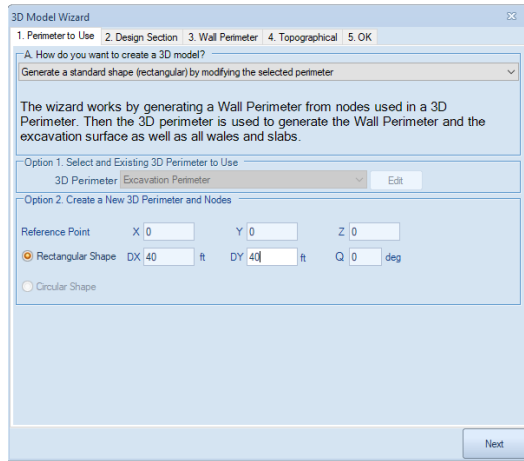 3D Model Wizard
1. Perimeter to Use 2. Design Section 3. Wall Perimeter 4. Topographical 5. OK
A. How do you want to create a 3D model?
Generate a standard shape (rectangular) by modifying the selected perimeter
The wizard works by generating a Wall Perimeter from nodes used in a 3D
Perimeter. Then the 3D perimeter is used to generate the Wall Perimeter and the
excavation surface as well as all wales and slabs.
Option 1. Select and Existing 3D Perimeter to Use
3D Perimeter Excavation Perimeter Edit
Option 2. Create a New 3D Perimeter and Nodes
Reference Point X 0 Y 0 Z 0
Rectangular Shape DX 40 ft DY 40 ft Q 0 deg
Circular Shape
Next